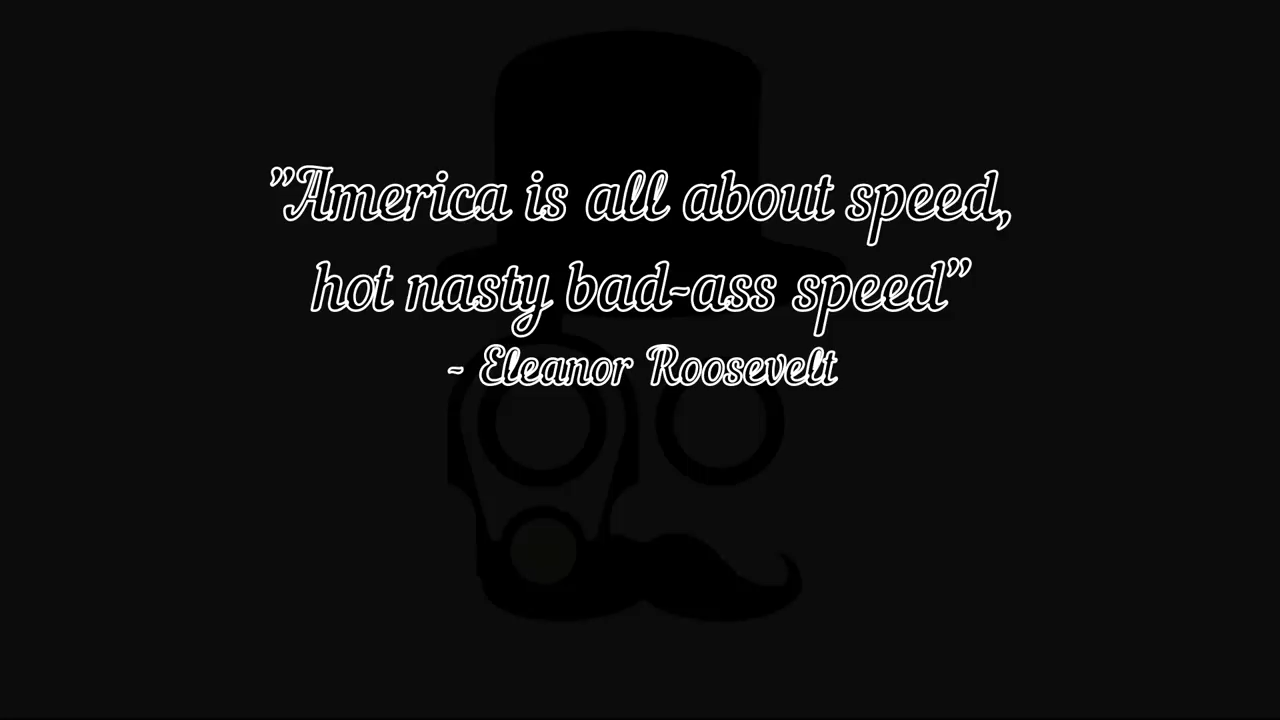 "America is all about speed,
hot nasty bad-ass speed"
- Eleanor Roosevelt